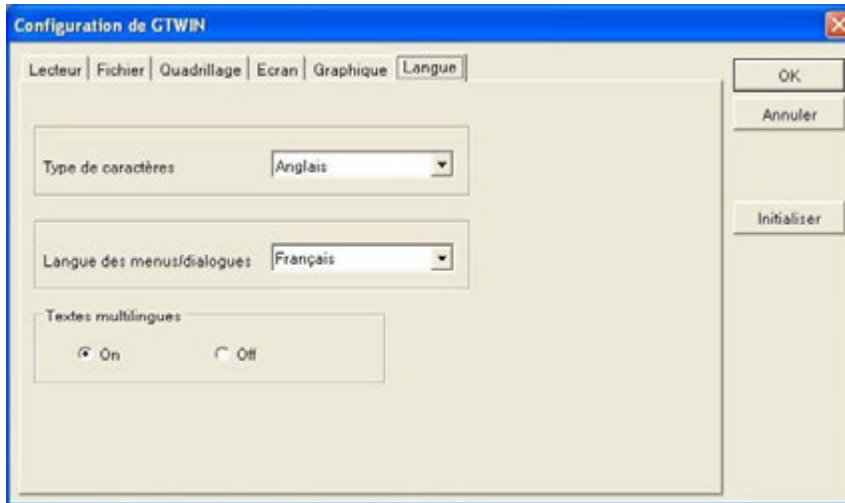 Configuration de GTWIN
Lecteur Fichier Quadrillage Ecran Graphique Langue
OK
Annuler
Type de caractères Anglais
Initialiser
Langue des menus/dialogues Français
Textes multilingues
On Off